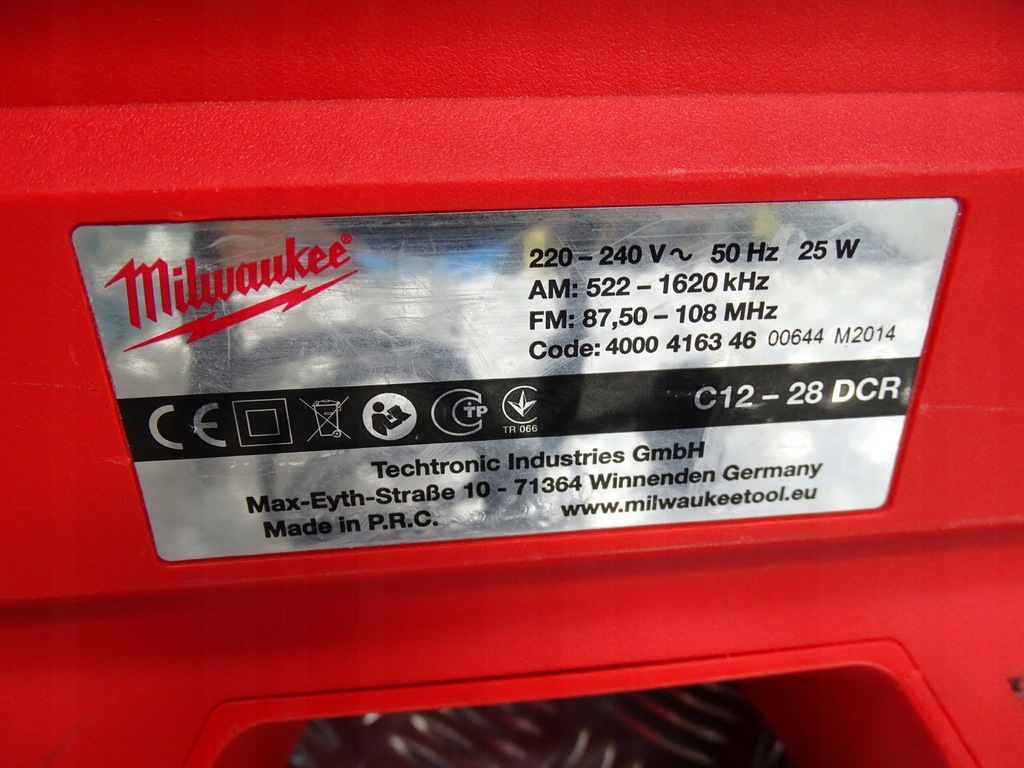 Milwaukee®
220 – 240 V~ 50 Hz 25 W
AM: 522 – 1620 kHz
FM: 87,50 – 108 MHz
Code: 4000 4163 46 00644 M2014
C12 – 28 DCR
CE
TR 066
Techtronic Industries GmbH
Max-Eyth-Straße 10 - 71364 Winnenden Germany
Made in P.R.C. www.milwaukeetool.eu